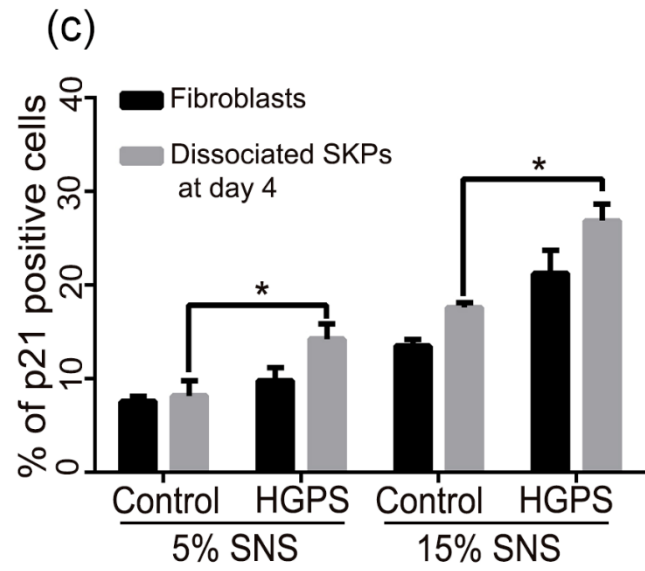 (c)
% of p21 positive cells
40
30
20
10
0
Fibroblasts
Dissociated SKPs
at day 4
*
*
Control HGPS Control HGPS
5% SNS 15% SNS